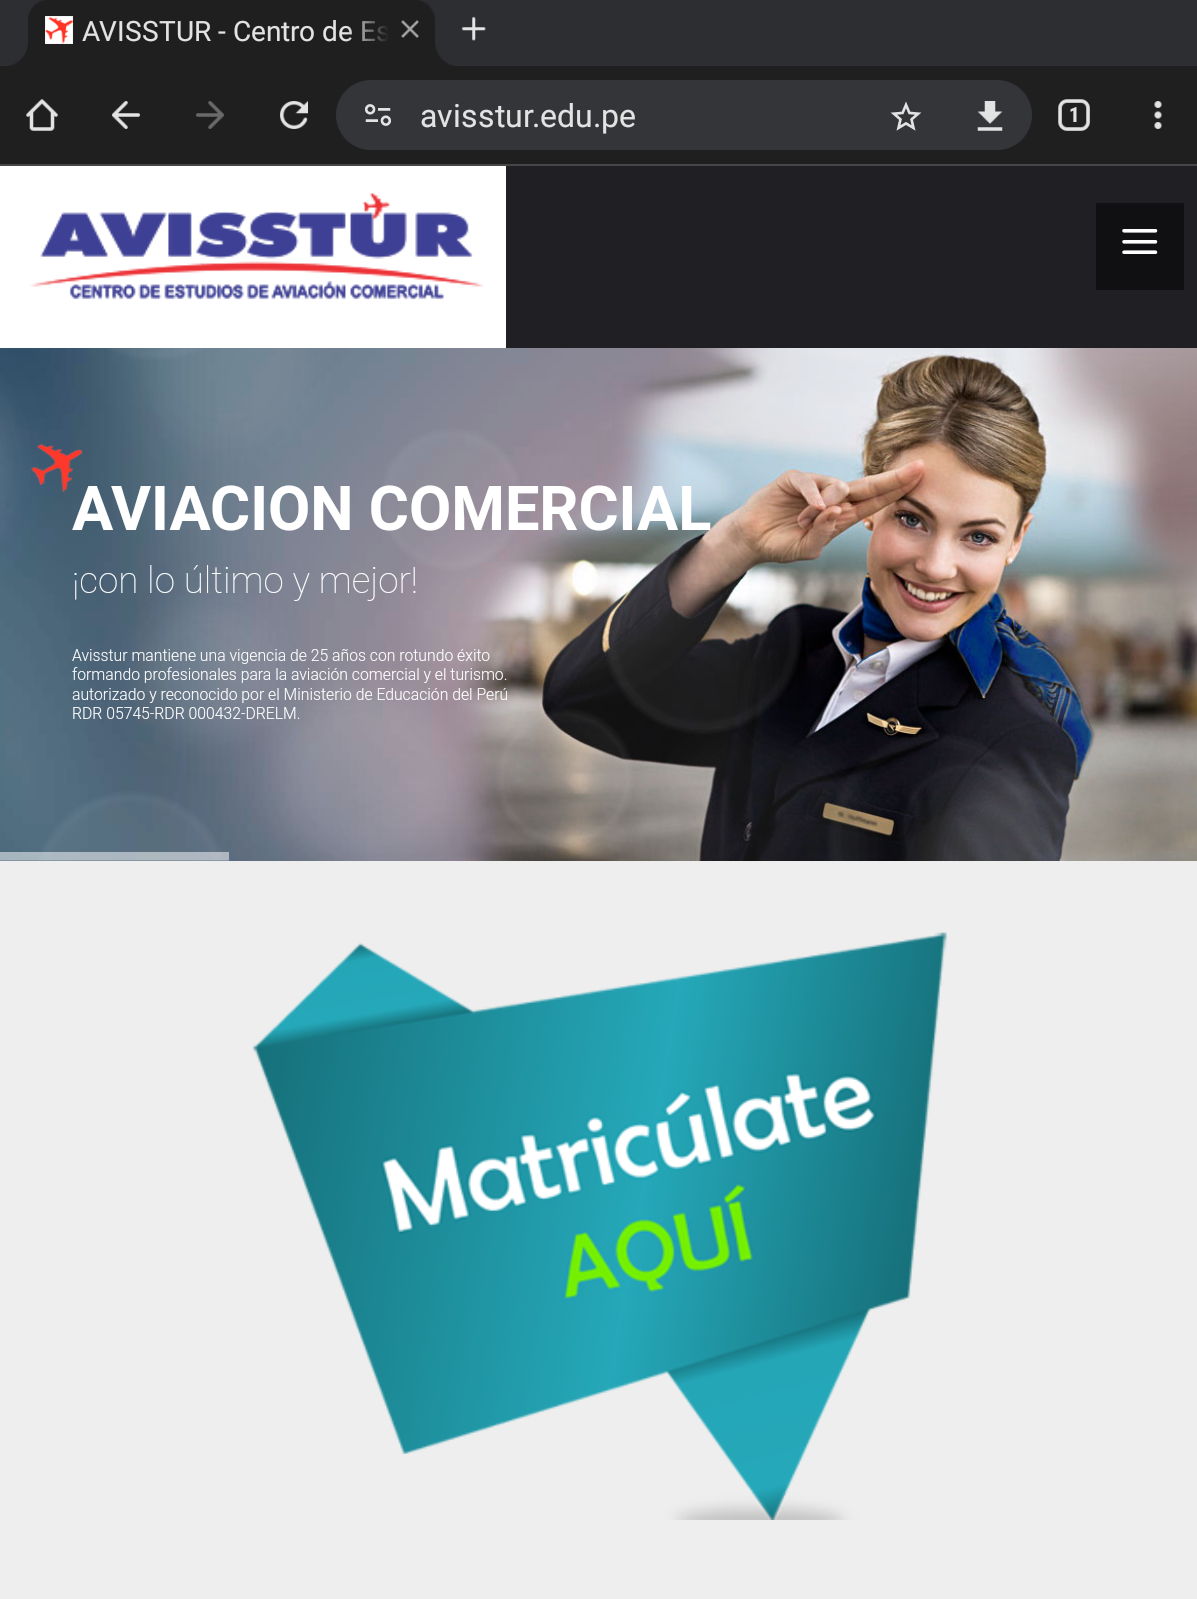 AVISSTUR - Centro de Es
avisstur.edu.pe
1
AVISSTUR
CENTRO DE ESTUDIOS DE AVIACIÓN COMERCIAL
AVIACION COMERCIAL
¡con lo último y mejor!
Avisstur mantiene una vigencia de 25 años con rotundo éxito
formando profesionales para la aviación comercial y el turismo.
autorizado y reconocido por el Ministerio de Educación del Perú
RDR 05745-RDR 000432-DRELM.
Matricúlate
AQUÍ